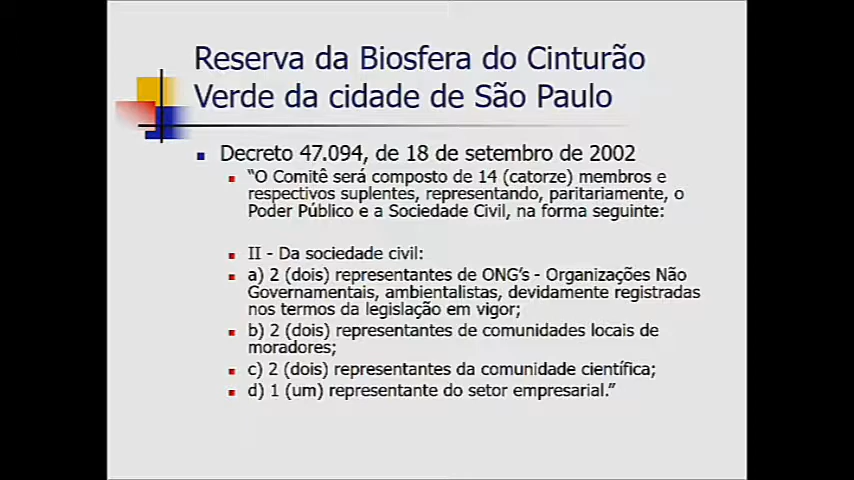 Reserva da Biosfera do Cinturão
Verde da cidade de São Paulo
Decreto 47.094, de 18 de setembro de 2002
"O Comitê será composto de 14 (catorze) membros e
respectivos suplentes, representando, paritariamente, o
Poder Público e a Sociedade Civil, na forma seguinte:
II - Da sociedade civil:
a) 2 (dois) representantes de ONG's - Organizações Não
Governamentais, ambientalistas, devidamente registradas
nos termos da legislação em vigor;
b) 2 (dois) representantes de comunidades locais de
moradores;
c) 2 (dois) representantes da comunidade científica;
d) 1 (um) representante do setor empresarial."